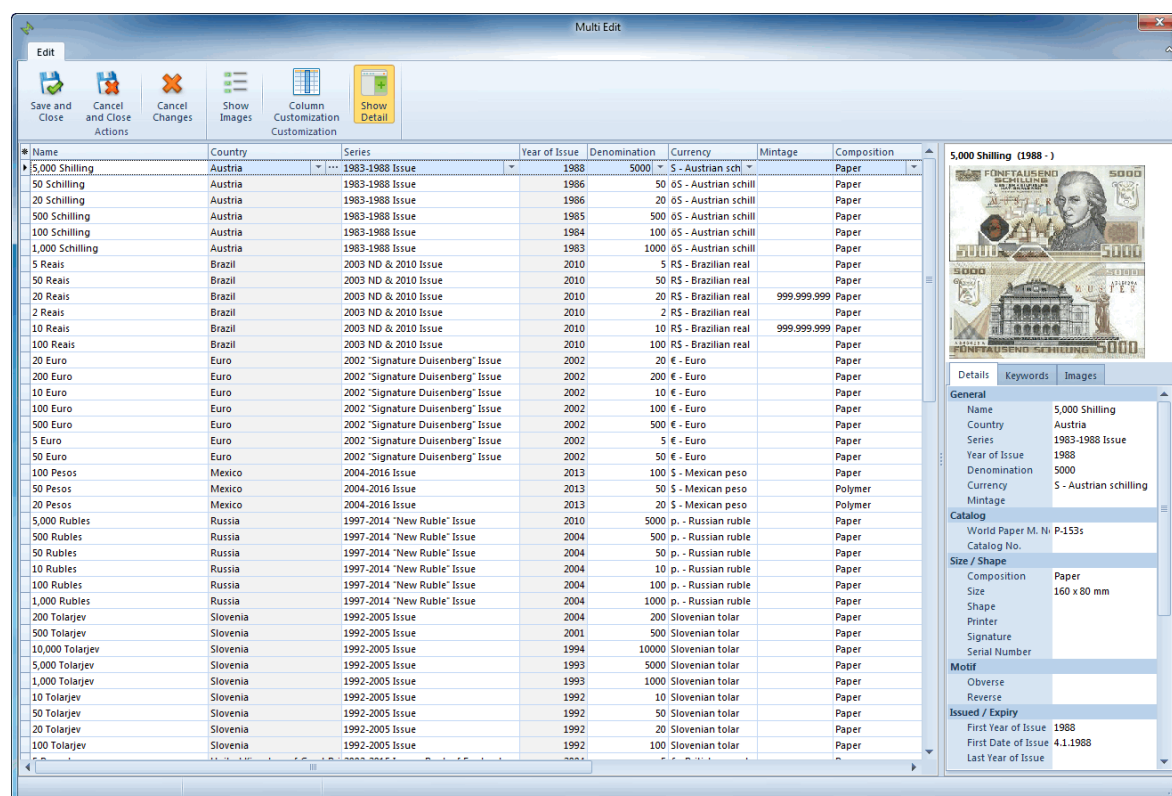 Multi Edit
Edit
Save and Close
Cancel and Close
Cancel Changes
Show Images
Column Customization
Show Detail
Actions
Customization
Name Country Series Year of Issue Denomination Currency Mintage Composition
5,000 Shilling Austria 1983-1988 Issue 1988 5000 S - Austrian sch Paper
50 Schilling Austria 1983-1988 Issue 1986 50 öS - Austrian schill Paper
20 Schilling Austria 1983-1988 Issue 1986 20 öS - Austrian schill Paper
500 Schilling Austria 1983-1988 Issue 1985 500 öS - Austrian schill Paper
100 Schilling Austria 1983-1988 Issue 1984 100 öS - Austrian schill Paper
1,000 Schilling Austria 1983-1988 Issue 1983 1000 öS - Austrian schill Paper
5 Reais Brazil 2003 ND & 2010 Issue 2010 5 R$ - Brazilian real Paper
50 Reais Brazil 2003 ND & 2010 Issue 2010 50 R$ - Brazilian real Paper
20 Reais Brazil 2003 ND & 2010 Issue 2010 20 R$ - Brazilian real 999.999.999 Paper
2 Reais Brazil 2003 ND & 2010 Issue 2010 2 R$ - Brazilian real Paper
10 Reais Brazil 2003 ND & 2010 Issue 2010 10 R$ - Brazilian real 999.999.999 Paper
100 Reais Brazil 2003 ND & 2010 Issue 2010 100 R$ - Brazilian real Paper
20 Euro Euro 2002 "Signature Duisenberg" Issue 2002 20 € - Euro Paper
200 Euro Euro 2002 "Signature Duisenberg" Issue 2002 200 € - Euro Paper
10 Euro Euro 2002 "Signature Duisenberg" Issue 2002 10 € - Euro Paper
100 Euro Euro 2002 "Signature Duisenberg" Issue 2002 100 € - Euro Paper
500 Euro Euro 2002 "Signature Duisenberg" Issue 2002 500 € - Euro Paper
5 Euro Euro 2002 "Signature Duisenberg" Issue 2002 5 € - Euro Paper
50 Euro Euro 2002 "Signature Duisenberg" Issue 2002 50 € - Euro Paper
100 Pesos Mexico 2004-2016 Issue 2013 100 $ - Mexican peso Paper
50 Pesos Mexico 2004-2016 Issue 2013 50 $ - Mexican peso Polymer
20 Pesos Mexico 2004-2016 Issue 2013 20 $ - Mexican peso Polymer
5,000 Rubles Russia 1997-2014 "New Ruble" Issue 2010 5000 p. - Russian ruble Paper
500 Rubles Russia 1997-2014 "New Ruble" Issue 2004 500 p. - Russian ruble Paper
50 Rubles Russia 1997-2014 "New Ruble" Issue 2004 50 p. - Russian ruble Paper
10 Rubles Russia 1997-2014 "New Ruble" Issue 2004 10 p. - Russian ruble Paper
100 Rubles Russia 1997-2014 "New Ruble" Issue 2004 100 p. - Russian ruble Paper
1,000 Rubles Russia 1997-2014 "New Ruble" Issue 2004 1000 p. - Russian ruble Paper
200 Tolarjev Slovenia 1992-2005 Issue 2004 200 Slovenian tolar Paper
500 Tolarjev Slovenia 1992-2005 Issue 2001 500 Slovenian tolar Paper
10,000 Tolarjev Slovenia 1992-2005 Issue 1994 10000 Slovenian tolar Paper
5,000 Tolarjev Slovenia 1992-2005 Issue 1993 5000 Slovenian tolar Paper
1,000 Tolarjev Slovenia 1992-2005 Issue 1993 1000 Slovenian tolar Paper
10 Tolarjev Slovenia 1992-2005 Issue 1992 10 Slovenian tolar Paper
50 Tolarjev Slovenia 1992-2005 Issue 1992 50 Slovenian tolar Paper
20 Tolarjev Slovenia 1992-2005 Issue 1992 20 Slovenian tolar Paper
100 Tolarjev Slovenia 1992-2005 Issue 1992 100 Slovenian tolar Paper
5,000 Shilling (1988 - )
FÜNFTAUSEND
SCHILLING
5000
MUSTER
5000
5000
5000
MUSTER
FÜNFTAUSEND SCHILLING 5000
Details Keywords Images
General
Name 5,000 Shilling
Country Austria
Series 1983-1988 Issue
Year of Issue 1988
Denomination 5000
Currency S - Austrian schilling
Mintage
Catalog
World Paper M. N P-153s
Catalog No.
Size / Shape
Composition Paper
Size 160 x 80 mm
Shape
Printer
Signature
Serial Number
Motif
Obverse
Reverse
Issued / Expiry
First Year of Issue 1988
First Date of Issue 4.1.1988
Last Year of Issue